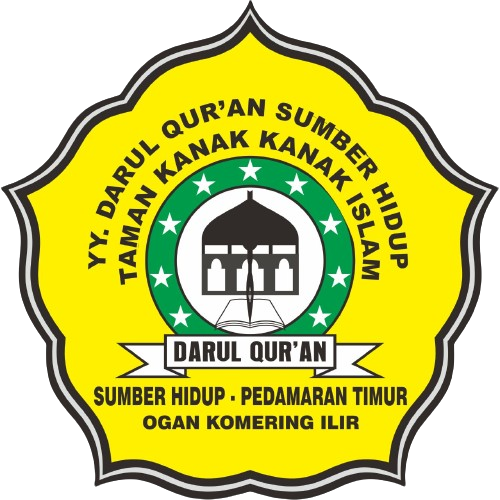 YY. DARUL QUR'AN SUMBER HIDUP
TAMAN KANAK KANAK ISLAM
DARUL QUR'AN
SUMBER HIDUP - PEDAMARAN TIMUR
OGAN KOMERING ILIR